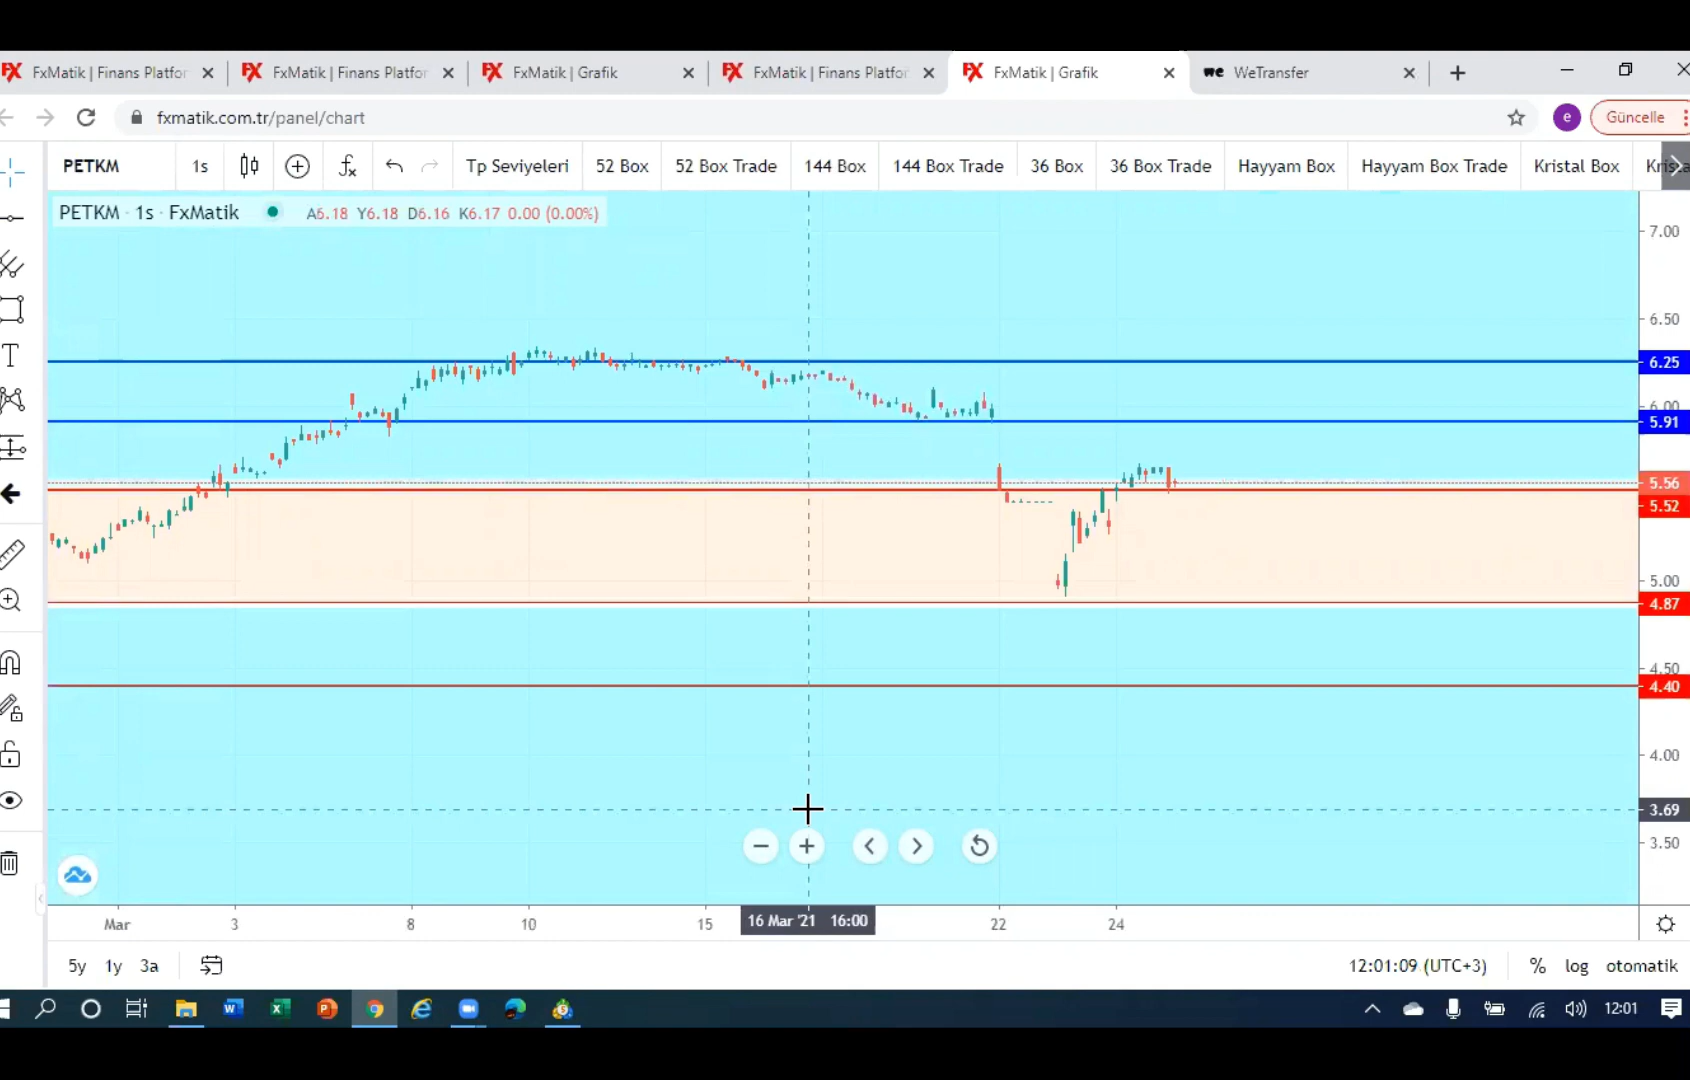 FxMatik | Finans Platfor
FxMatik | Finans Platfor
FxMatik | Grafik
FxMatik | Finans Platfor
FxMatik | Grafik
we WeTransfer
fxmatik.com.tr/panel/chart
e
Güncelle
PETKM 1s Tp Seviyeleri 52 Box 52 Box Trade 144 Box 144 Box Trade 36 Box 36 Box Trade Hayyam Box Hayyam Box Trade Kristal Box
PETKM · 1s · FxMatik A6.18 Y6.18 D6.16 K6.17 0.00 (0.00%)
7.00
6.50
6.25
6.00
5.91
5.56
5.52
5.00
4.87
4.50
4.40
4.00
3.69
3.50
Mar 3 8 10 15 16 Mar '21 16:00 22 24
5y 1y 3a 12:01:09 (UTC+3) % log otomatik
12:01